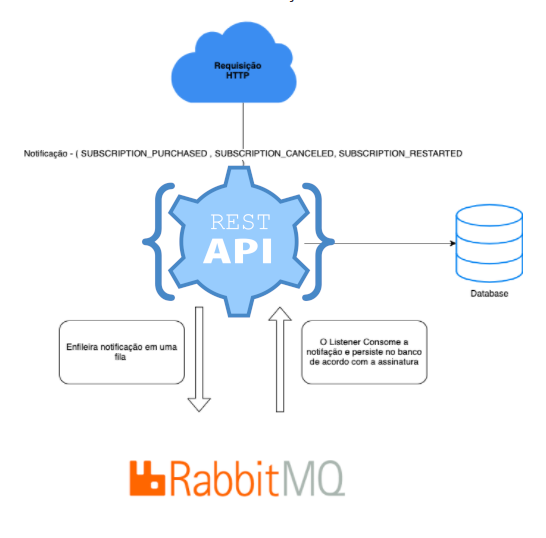 Requisição
HTTP
Notificação - ( SUBSCRIPTION_PURCHASED , SUBSCRIPTION_CANCELED, SUBSCRIPTION_RESTARTED
)
{ REST }
API
Database
Enfileira notificação em uma
fila
O Listener Consome a
notifação e persiste no banco
de acordo com a assinatura
RabbitMQ